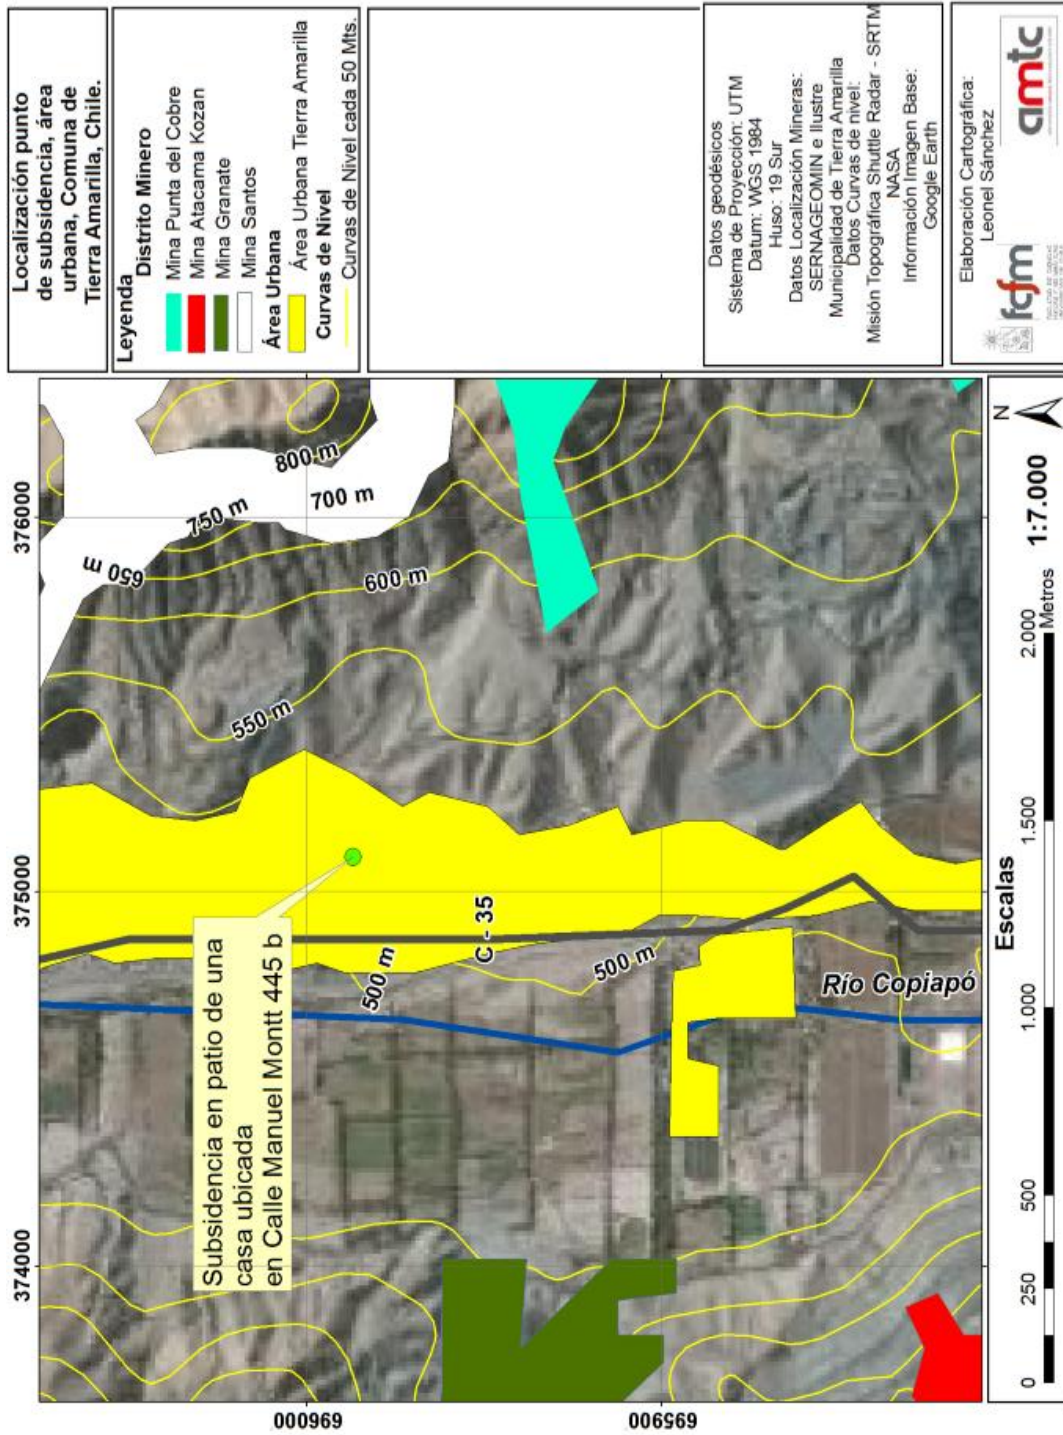 Localización punto
de subsidencia, área
urbana, Comuna de
Tierra Amarilla, Chile.
Leyenda
Distrito Minero
Mina Punta del Cobre
Mina Atacama Kozan
Mina Granate
Mina Santos
Área Urbana
Área Urbana Tierra Amarilla
Curvas de Nivel
Curvas de Nivel cada 50 Mts.
Datos geodésicos
Sistema de Proyección: UTM
Datum: WGS 1984
Huso: 19 Sur
Datos Localización Mineras:
SERNAGEOMIN e Ilustre
Municipalidad de Tierra Amarilla
Datos Curvas de nivel:
Misión Topográfica Shuttle Radar - SRTM
NASA
Información Imagen Base:
Google Earth
Elaboración Cartográfica:
Leonel Sánchez
fcfm
amtc
374000
375000
376000
Subsidencia en patio de una
casa ubicada
en Calle Manuel Montt 445 b
650 m
750 m
800 m
700 m
600 m
550 m
500 m
C - 35
500 m
Río Copiapó
696000
696900
Escalas
1:7.000
N
0
250
500
1.000
1.500
2.000
Metros